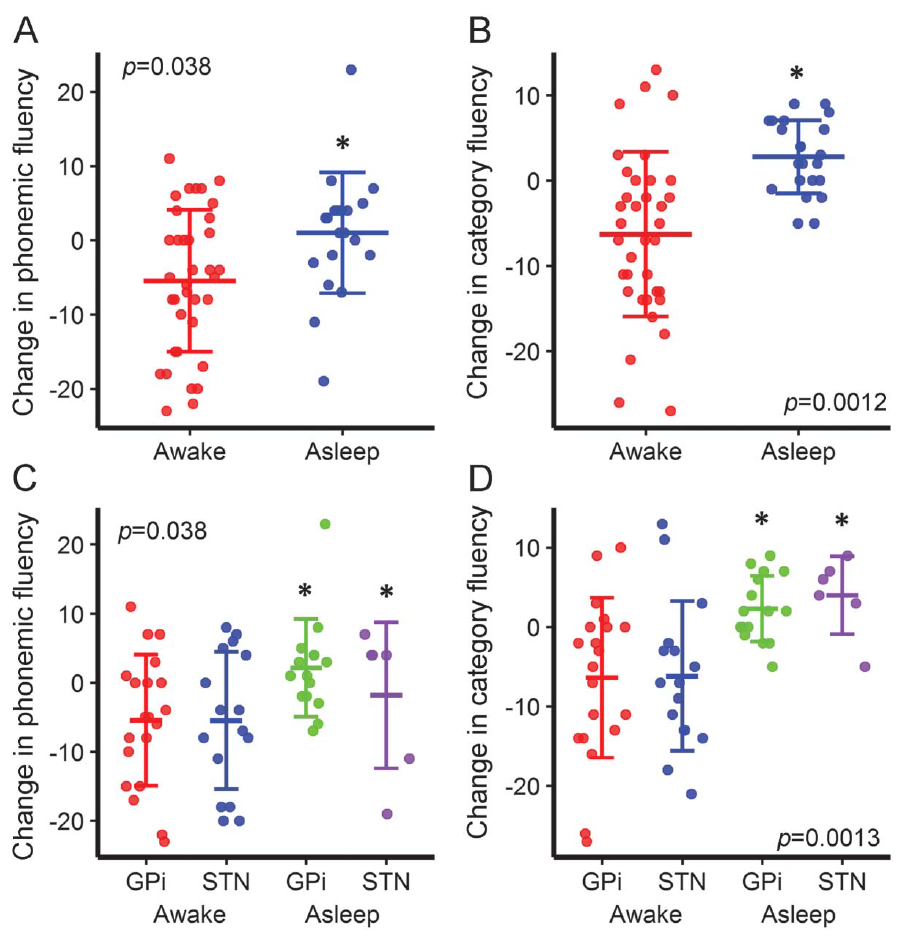 A
Change in phonemic fluency
p=0.038
20
10
0
-10
-20
*
Awake Asleep
B
Change in category fluency
10
0
-10
-20
*
p=0.0012
Awake Asleep
C
Change in phonemic fluency
p=0.038
20
10
0
-10
-20
* *
GPi STN GPi STN
Awake Asleep
D
Change in category fluency
10
0
-10
-20
* *
p=0.0013
GPi STN GPi STN
Awake Asleep